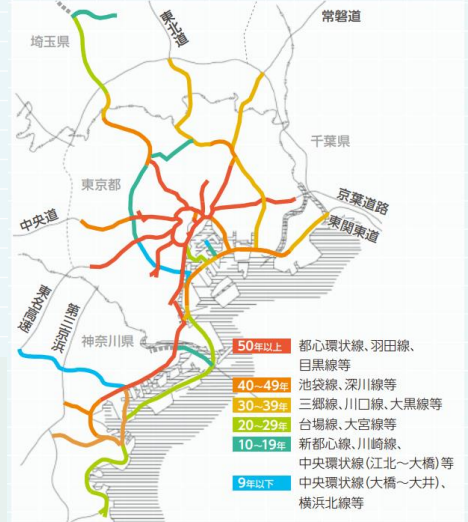 東北道
常磐道
埼玉県
千葉県
東京都
京葉道路
中央道
東関東道
東名高速
第三京浜
神奈川県
50年以上 都心環状線、羽田線、
目黒線等
40〜49年 池袋線、深川線等
30〜39年 三郷線、川口線、大黒線等
20〜29年 台場線、大宮線等
10〜19年 新都心線、川崎線、
中央環状線(江北〜大橋)等
9年以下 中央環状線(大橋〜大井)、
横浜北線等